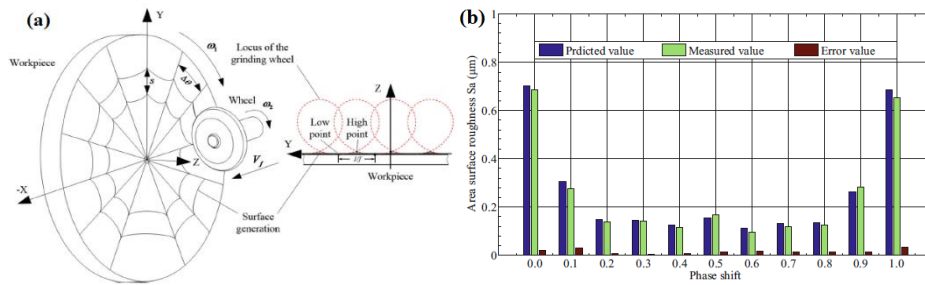 (a)
Y
ω₁
Workpiece
Locus of the
grinding wheel
s
Δθ
Wheel
ω₂
Z
Low
point
High
point
Y
Workpiece
Z
V_f
-X
Surface
generation
(b)
Prdicted value
Measured value
Error value
Area surface roughness Sa (μm)
1
0.8
0.6
0.4
0.2
0
0.0 0.1 0.2 0.3 0.4 0.5 0.6 0.7 0.8 0.9 1.0
Phase shift